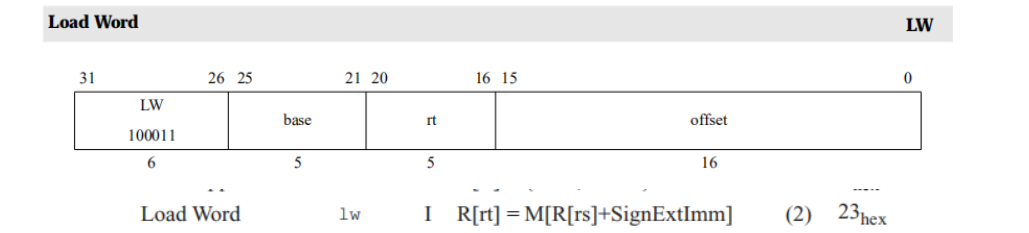 Load Word LW
31 26 25 21 20 16 15 0
LW base rt offset
100011
6 5 5 16
Load Word lw I R[rt] = M[R[rs]+SignExtImm] (2) 23hex